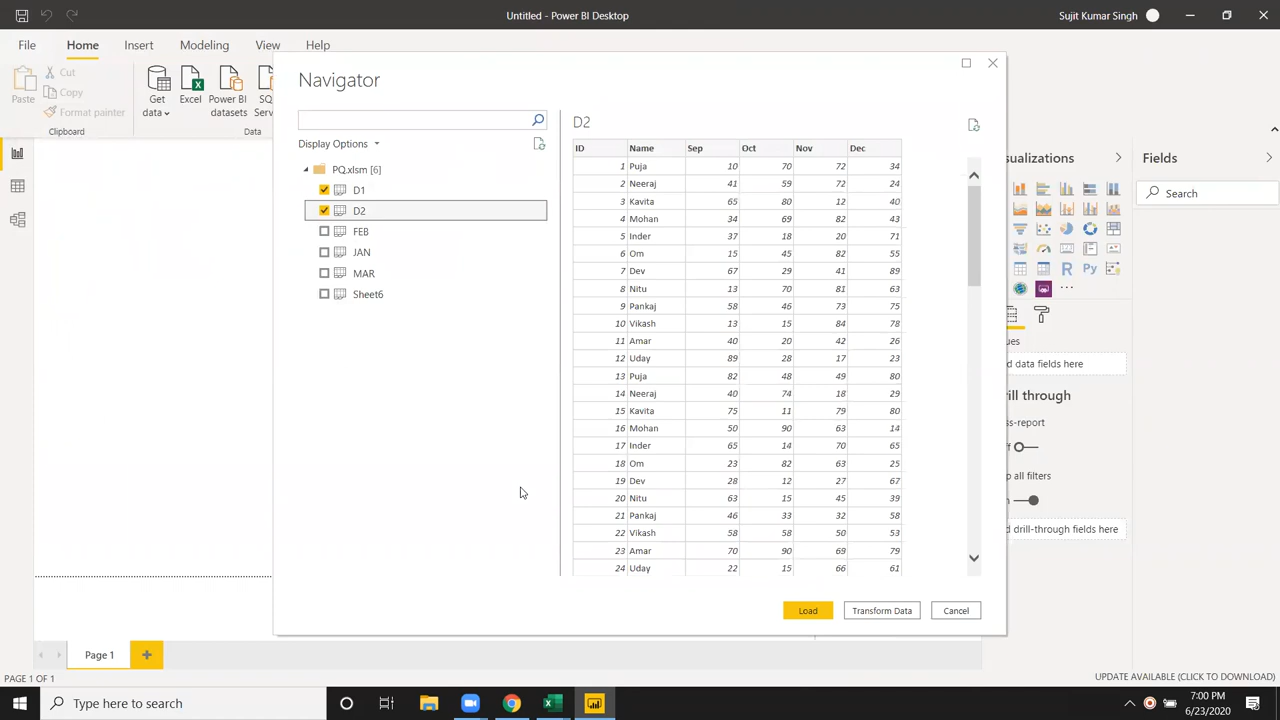 Untitled - Power BI Desktop
Sujit Kumar Singh
File Home Insert Modeling View Help
Paste
Cut
Copy
Format painter
Clipboard
Get data
Excel
Power BI datasets
Data
Navigator
Display Options
PQ.xlsm [6]
D1
D2
FEB
JAN
MAR
Sheet6
D2
ID Name Sep Oct Nov Dec
1 Puja 10 70 72 34
2 Neeraj 41 59 72 24
3 Kavita 65 80 12 40
4 Mohan 34 69 82 43
5 Inder 37 18 20 71
6 Om 15 45 82 55
7 Dev 67 29 41 89
8 Nitu 13 70 81 63
9 Pankaj 58 46 73 75
10 Vikash 13 15 84 78
11 Amar 40 20 42 26
12 Uday 89 28 17 23
13 Puja 82 48 49 80
14 Neeraj 40 74 18 29
15 Kavita 75 11 79 80
16 Mohan 50 90 63 14
17 Inder 65 14 70 65
18 Om 23 82 63 25
19 Dev 28 12 27 67
20 Nitu 63 15 45 39
21 Pankaj 46 33 32 58
22 Vikash 58 58 50 53
23 Amar 70 90 69 79
24 Uday 22 15 66 61
Load Transform Data Cancel
ualizations
Fields
Search
R Py
ues
d data fields here
ill through
ss-report
p all filters
d drill-through fields here
Page 1
PAGE 1 OF 1
UPDATE AVAILABLE (CLICK TO DOWNLOAD)
Type here to search
7:00 PM
6/23/2020